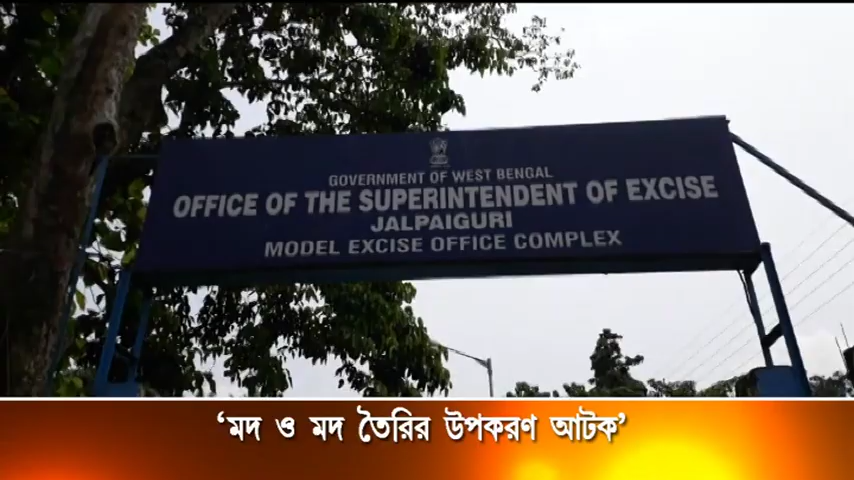 GOVERNMENT OF WEST BENGAL
OFFICE OF THE SUPERINTENDENT OF EXCISE
JALPAIGURI
MODEL EXCISE OFFICE COMPLEX
‘মদ ও মদ তৈরির উপকরণ আটক’